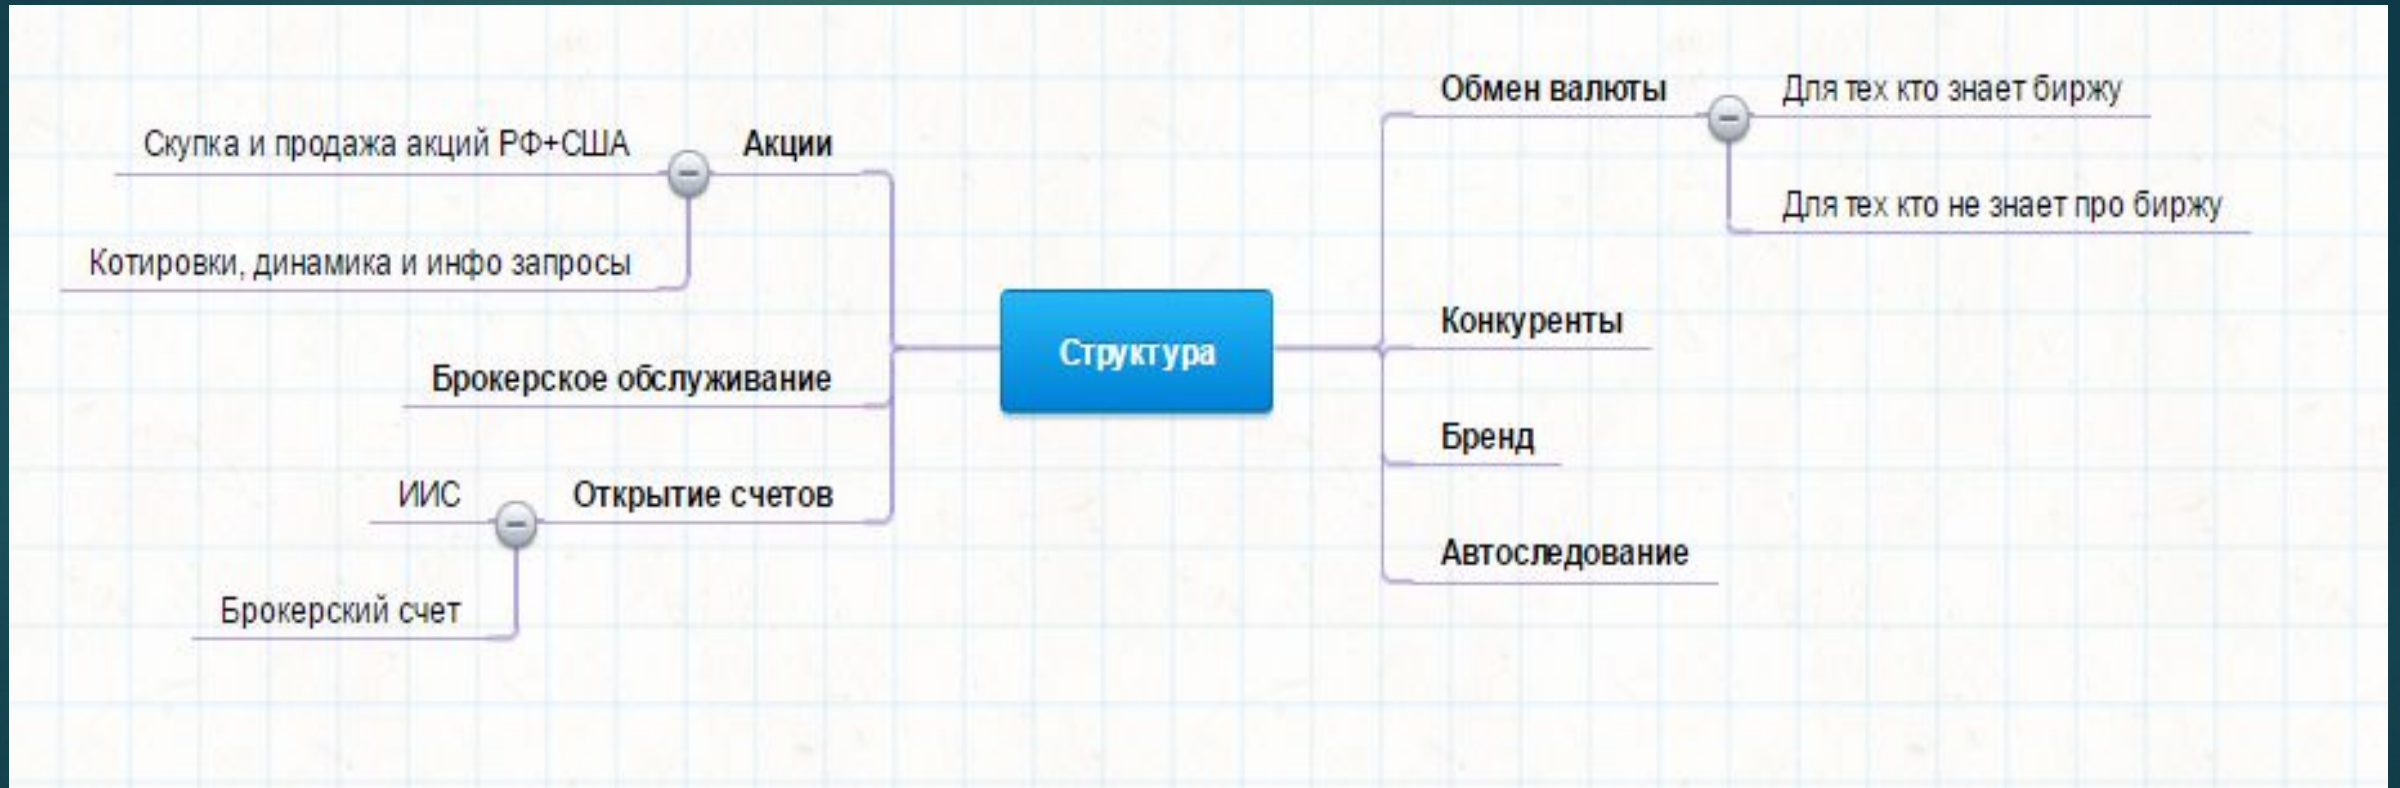 Структура
Акции
Скупка и продажа акций РФ+США
Котировки, динамика и инфо запросы
Брокерское обслуживание
Открытие счетов
ИИС
Брокерский счет
Обмен валюты
Для тех кто знает биржу
Для тех кто не знает про биржу
Конкуренты
Бренд
Автоследование